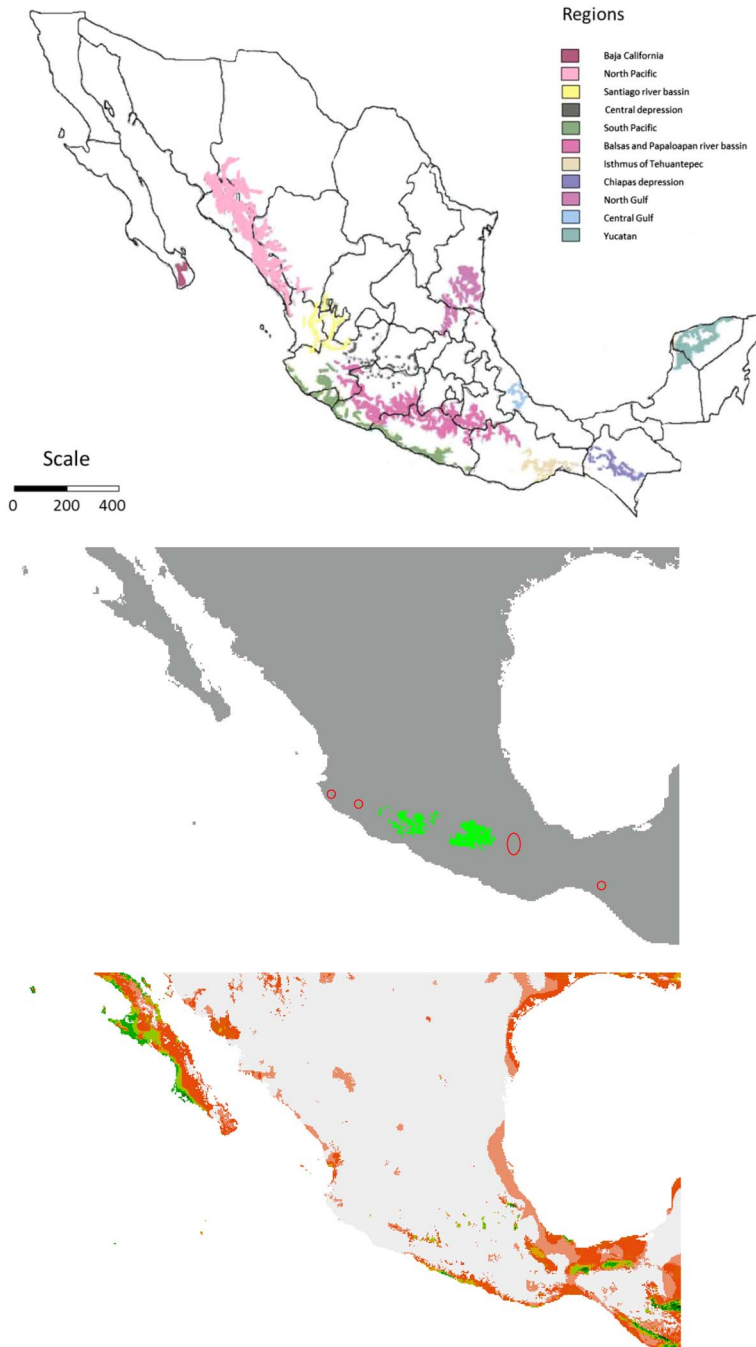 Regions
Baja California
North Pacific
Santiago river bassin
Central depression
South Pacific
Balsas and Papaloapan river bassin
Isthmus of Tehuantepec
Chiapas depression
North Gulf
Central Gulf
Yucatan
Scale
0 200 400